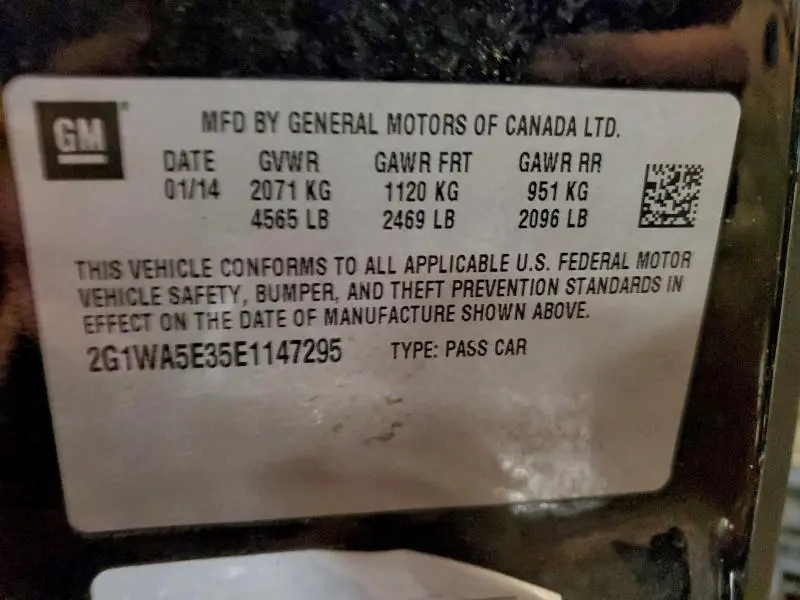 GM
MFD BY GENERAL MOTORS OF CANADA LTD.
DATE GVWR GAWR FRT GAWR RR
01/14 2071 KG 1120 KG 951 KG
4565 LB 2469 LB 2096 LB
THIS VEHICLE CONFORMS TO ALL APPLICABLE U.S. FEDERAL MOTOR
VEHICLE SAFETY, BUMPER, AND THEFT PREVENTION STANDARDS IN
EFFECT ON THE DATE OF MANUFACTURE SHOWN ABOVE.
2G1WA5E35E1147295 TYPE: PASS CAR